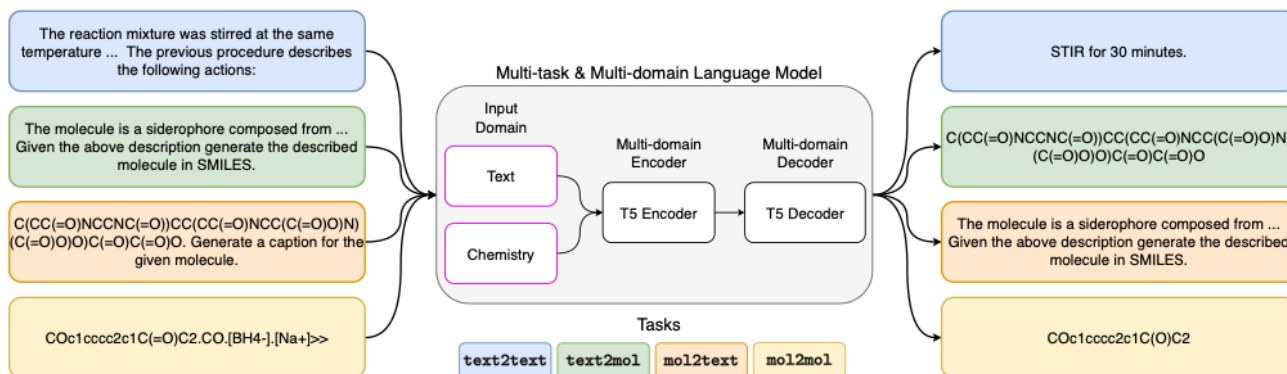 The reaction mixture was stirred at the same
temperature ... The previous procedure describes
the following actions:
The molecule is a siderophore composed from ...
Given the above description generate the described
molecule in SMILES.
C(CC(=O)NCCNC(=O))CC(CC(=O)NCC(C(=O)O)N)
(C(=O)O)O)C(=O)C(=O)O. Generate a caption for the
given molecule.
COc1cccc2c1C(=O)C2.CO.[BH4-].[Na+]>>
Multi-task & Multi-domain Language Model
Input
Domain
Text
Chemistry
Multi-domain
Encoder
T5 Encoder
Multi-domain
Decoder
T5 Decoder
Tasks
text2text
text2mol
mol2text
mol2mol
STIR for 30 minutes.
C(CC(=O)NCCNC(=O))CC(CC(=O)NCC(C(=O)O)N
(C(=O)O)O)C(=O)C(=O)O
The molecule is a siderophore composed from ...
Given the above description generate the described
molecule in SMILES.
COc1cccc2c1C(O)C2